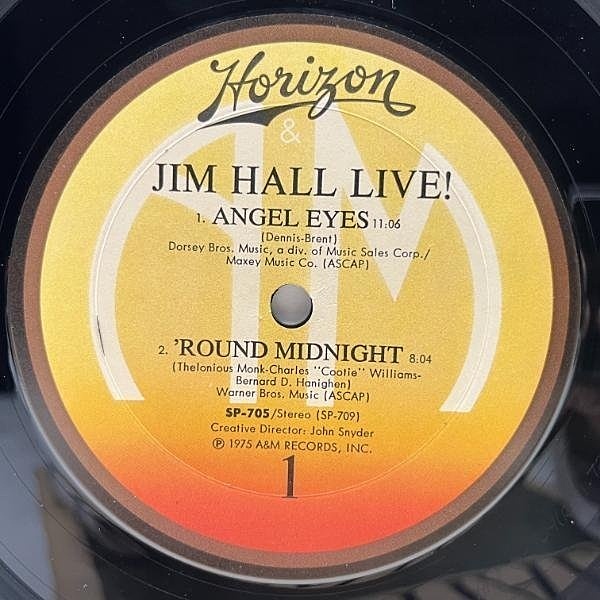 Horizon
&
JIM HALL LIVE!
1. ANGEL EYES 11:06
(Dennis-Brent)
Dorsey Bros. Music, a div. of Music Sales Corp./
Maxey Music Co. (ASCAP)
2. 'ROUND MIDNIGHT 8:04
(Thelonious Monk-Charles "Cootie" Williams-
Bernard D. Hanighen)
Warner Bros. Music (ASCAP)
SP-705/Stereo (SP-709)
Creative Director: John Snyder
℗ 1975 A&M RECORDS, INC.
1